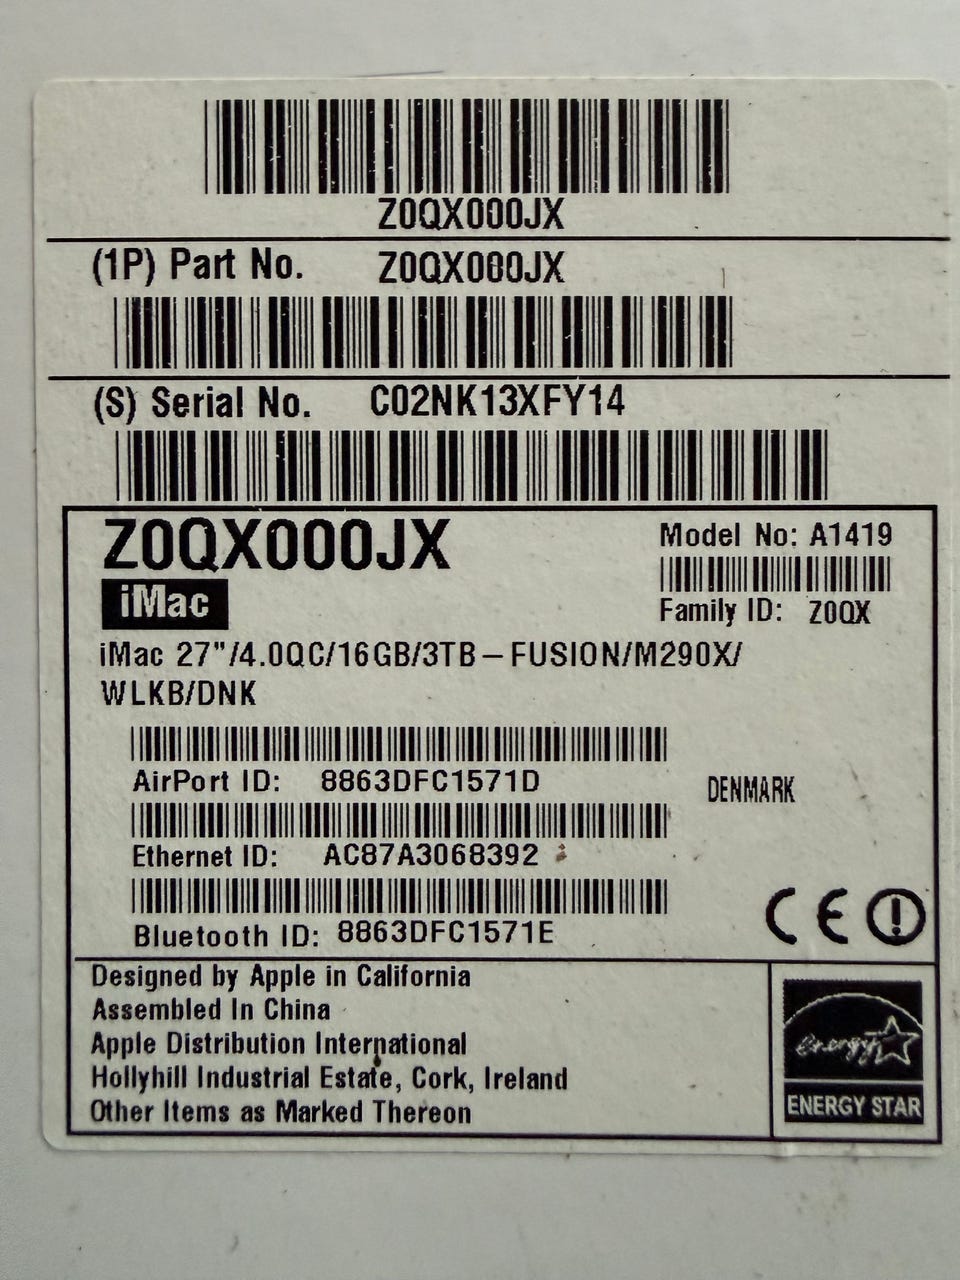 Z0QX000JX
(1P) Part No. Z0QX000JX
(S) Serial No. C02NK13XFY14
Z0QX000JX
Model No: A1419
iMac
Family ID: Z0QX
iMac 27"/4.0QC/16GB/3TB-FUSION/M290X/
WLKB/DNK
AirPort ID: 8863DFC1571D
DENMARK
Ethernet ID: AC87A3068392
Bluetooth ID: 8863DFC1571E
CE
Designed by Apple in California
Assembled In China
Apple Distribution International
Hollyhill Industrial Estate, Cork, Ireland
Other Items as Marked Thereon
energy
ENERGY STAR